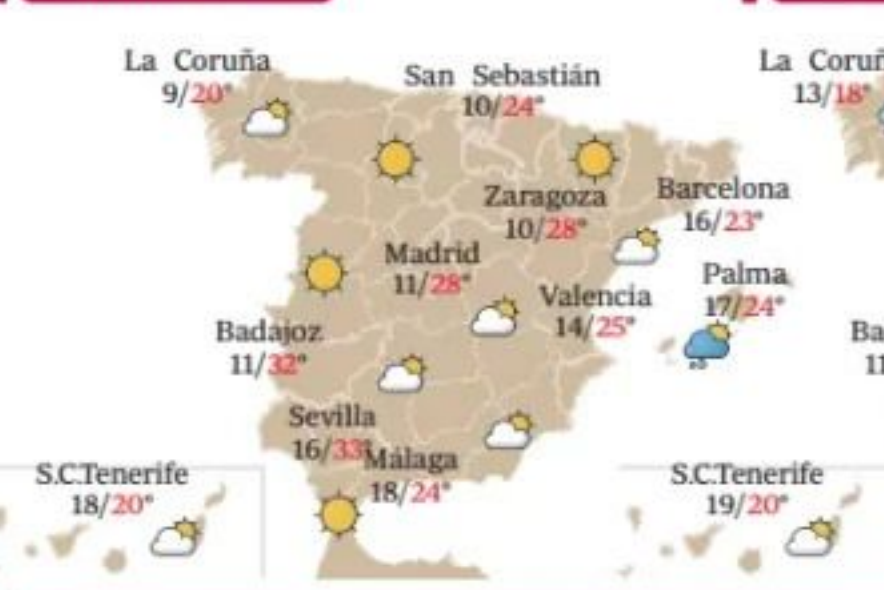 La Coruña
9/20°
San Sebastián
10/24°
La Coruñ
13/18°
Zaragoza
10/28°
Barcelona
16/23°
Madrid
11/28°
Palma
17/24°
Valencia
14/25°
Badajoz
11/32°
Ba
11
Sevilla
16/33°
Málaga
18/24°
S.C.Tenerife
18/20°
S.C.Tenerife
19/20°